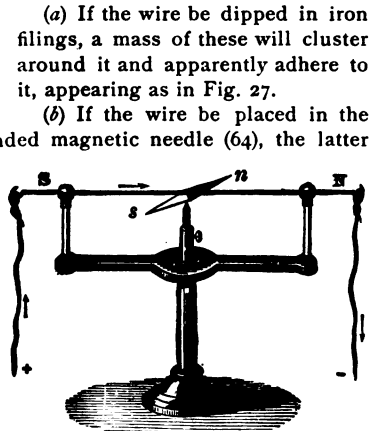 (a) If the wire be dipped in iron
filings, a mass of these will cluster
around it and apparently adhere to
it, appearing as in Fig. 27.
(b) If the wire be placed in the
nded magnetic needle (64), the latter
S N
n
s
+ -